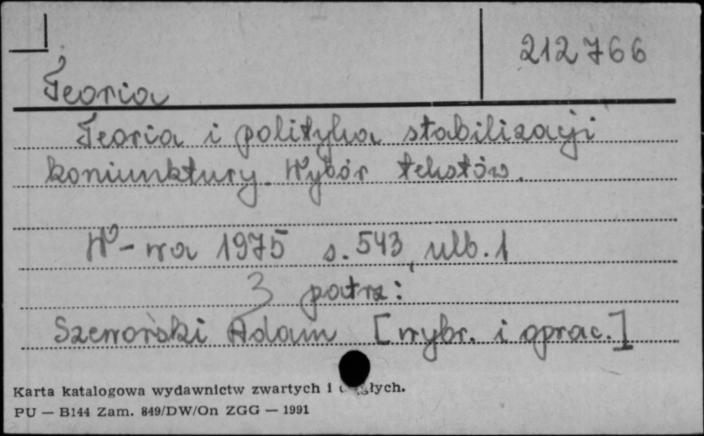 212766
Teoria
Teoria i polityka stabilizacji
koniunktury. Wybór tekstów.
W-wa 1975 s. 543, ulb. 1
3 patrz:
Szeworski Adam [wybr. i oprac.]
Karta katalogowa wydawnictw zwartych i
PU — B144 Zam. 849/DW/On ZGG — 1991